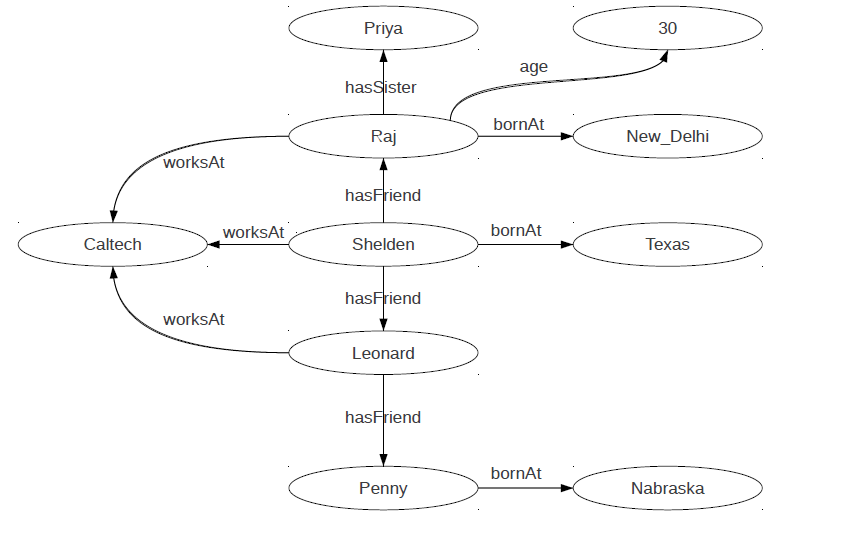 Priya
30
age
hasSister
Raj
bornAt
New_Delhi
worksAt
hasFriend
Caltech
worksAt
Shelden
bornAt
Texas
hasFriend
worksAt
Leonard
hasFriend
Penny
bornAt
Nabraska